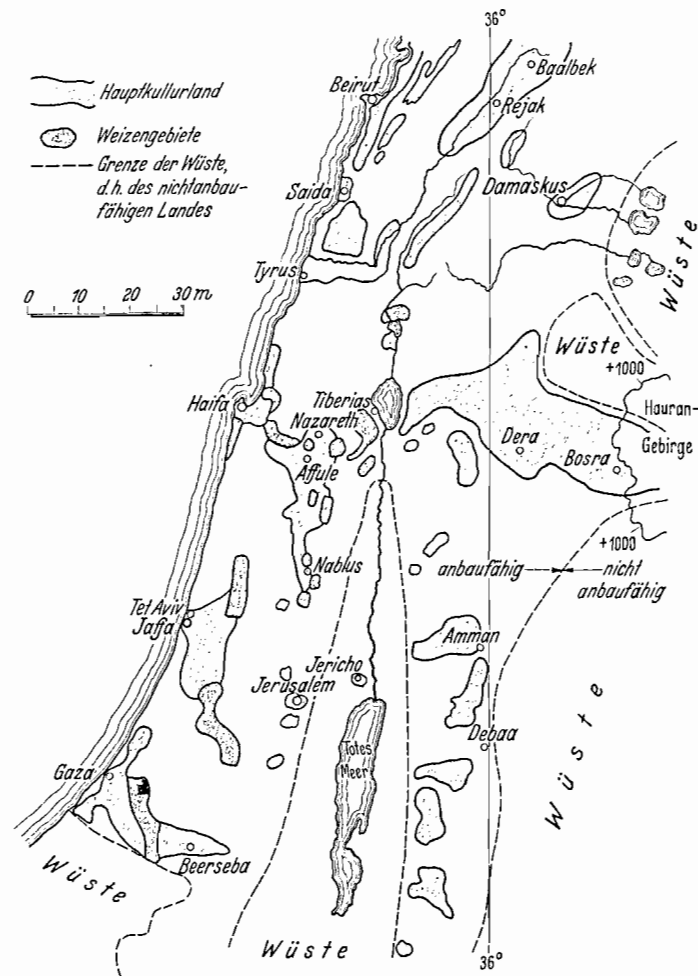 36°
Hauptkulturland
Weizengebiete
Grenze der Wüste,
d.h. des nichtanbau-
fähigen Landes
0 10 20 30 m
Beirut
Baalbek
Rejak
Saida
Damaskus
Tyrus
Wüste
Wüste
+1000
Haifa
Tiberias
Nazareth
Hauran-
Gebirge
Affule
Dera
Bosra
+1000
Nablus
anbaufähig
nicht
anbaufähig
Tet Aviv
Jaffa
Amman
Jericho
Jerusalem
Debaa
Totes
Meer
Gaza
Wüste
Beerseba
Wüste
Wüste
36°